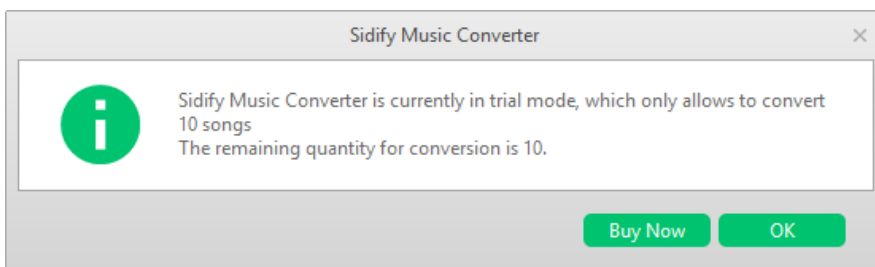 Sidify Music Converter
Sidify Music Converter is currently in trial mode, which only allows to convert
10 songs
The remaining quantity for conversion is 10.
Buy Now OK